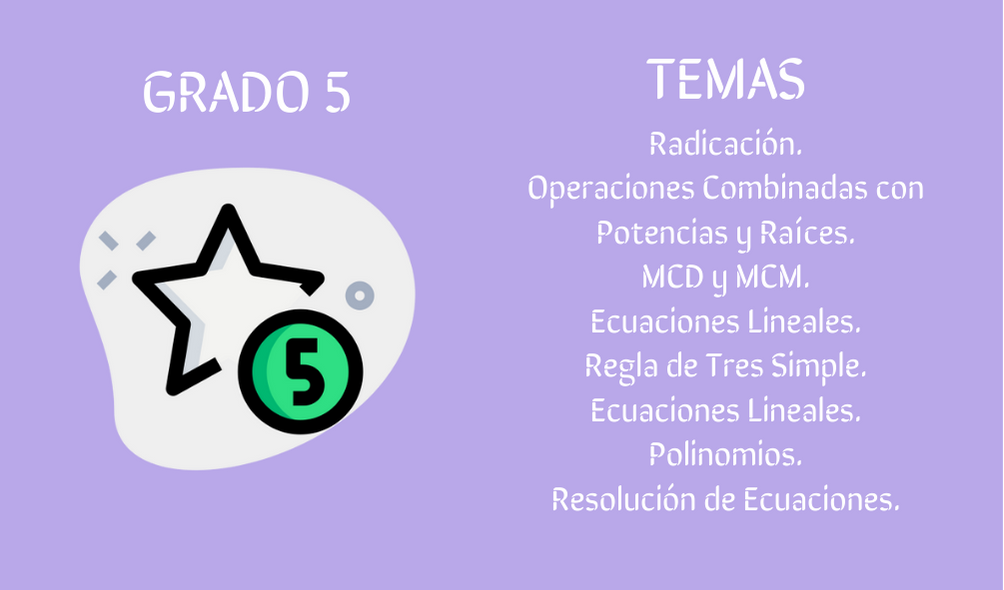 GRADO 5
5
TEMAS
Radicación.
Operaciones Combinadas con
Potencias y Raíces.
MCD y MCM.
Ecuaciones Lineales.
Regla de Tres Simple.
Ecuaciones Lineales.
Polinomios.
Resolución de Ecuaciones.